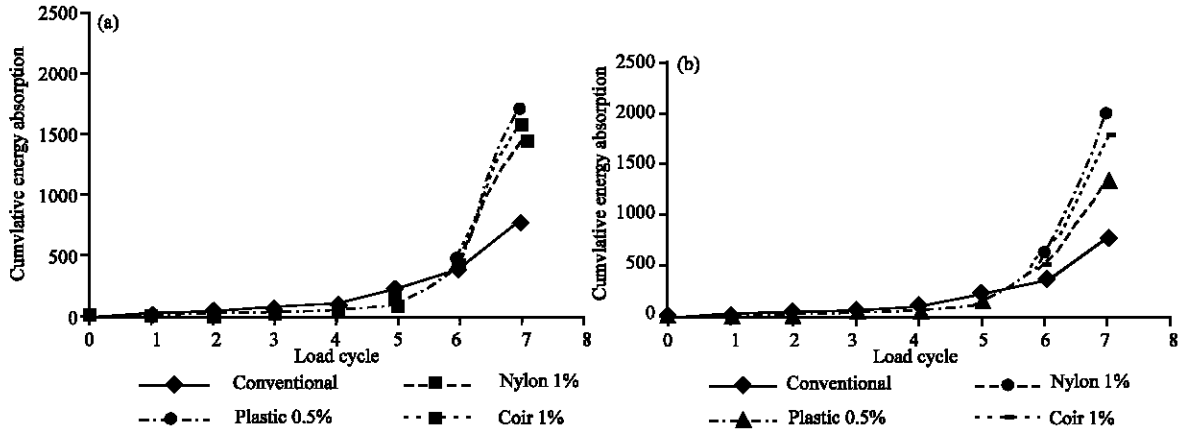 (a)
Cumvlative energy absorption
2500
2000
1500
1000
500
0
0 1 2 3 4 5 6 7 8
Load cycle
Conventional
Nylon 1%
Plastic 0.5%
Coir 1%
(b)
Cumvlative energy absorption
2500
2000
1500
1000
500
0
0 1 2 3 4 5 6 7 8
Load cycle
Conventional
Nylon 1%
Plastic 0.5%
Coir 1%